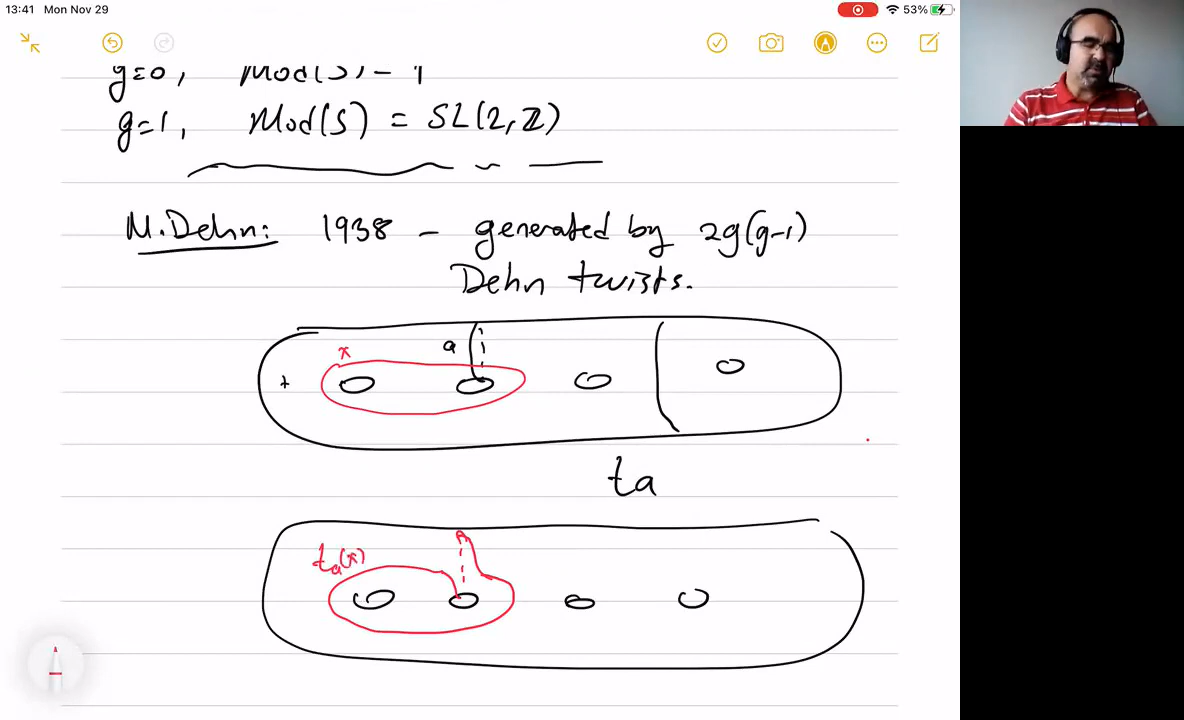 13:41 Mon Nov 29
53%
g=0, Mod(S) = 1
g=1, Mod(S) = SL(2,ℤ)
M.Dehn: 1938 - generated by 2g(g-1)
Dehn twists.
x a
ta
ta(x)